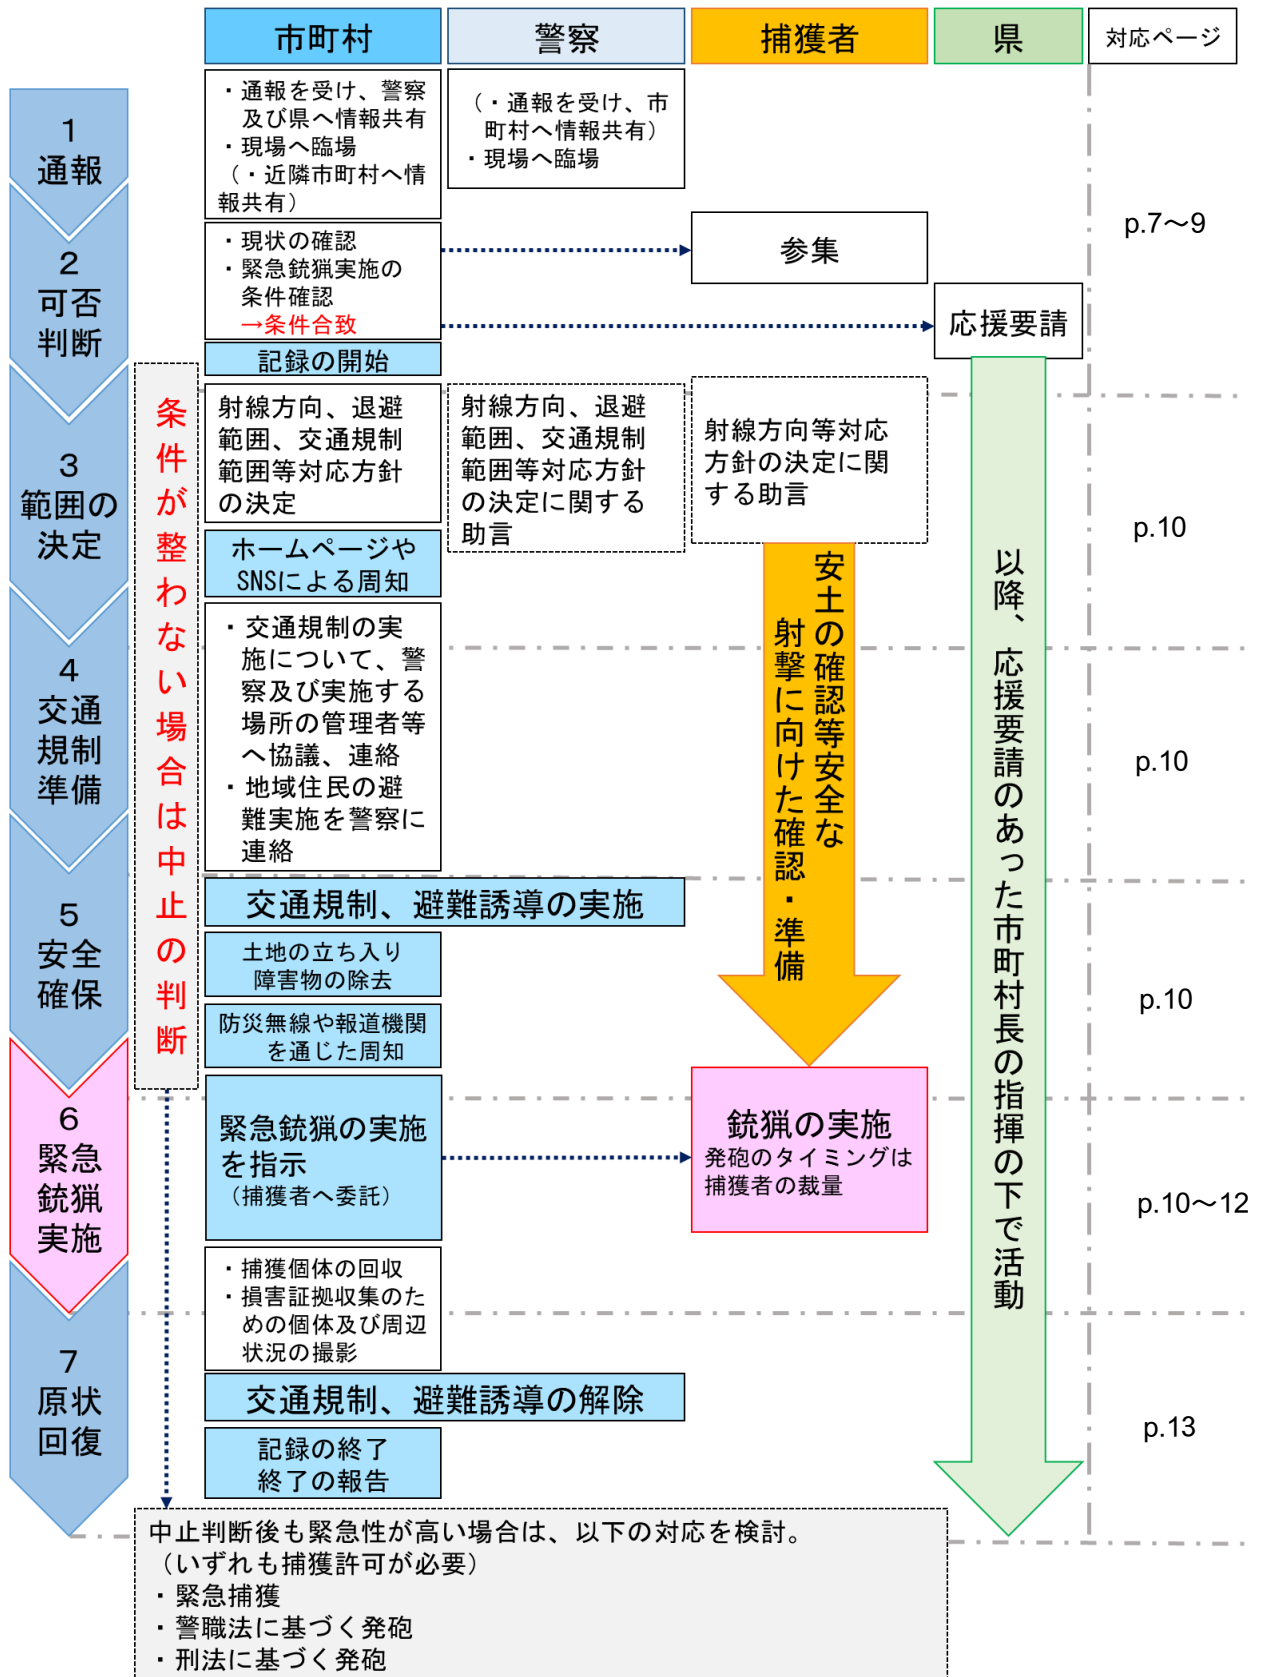 市町村
警察
捕獲者
県
対応ページ
1
通報
・通報を受け、警察
及び県へ情報共有
・現場へ臨場
(・近隣市町村へ情
報共有)
(・通報を受け、市
町村へ情報共有)
・現場へ臨場
p.7～9
2
可否
判断
・現状の確認
・緊急銃猟実施の
条件確認
→条件合致
参集
応援要請
記録の開始
条件が整わない場合は中止の判断
3
範囲の
決定
射線方向、退避
範囲、交通規制
範囲等対応方針
の決定
射線方向、退避
範囲、交通規制
範囲等対応方針
の決定に関する
助言
射線方向等対応
方針の決定に関
する助言
p.10
ホームページや
SNSによる周知
安土の確認等安全な
射撃に向けた確認・準備
以降、応援要請のあった市町村長の指揮の下で活動
4
交通
規制
準備
・交通規制の実
施について、警
察及び実施する
場所の管理者等
へ協議、連絡
・地域住民の避
難実施を警察に
連絡
p.10
5
安全
確保
交通規制、避難誘導の実施
土地の立ち入り
障害物の除去
防災無線や報道機関
を通じた周知
p.10
6
緊急
銃猟
実施
緊急銃猟の実施
を指示
(捕獲者へ委託)
銃猟の実施
発砲のタイミングは
捕獲者の裁量
p.10～12
・捕獲個体の回収
・損害証拠収集のた
めの個体及び周辺
状況の撮影
7
原状
回復
交通規制、避難誘導の解除
記録の終了
終了の報告
p.13
中止判断後も緊急性が高い場合は、以下の対応を検討。
(いずれも捕獲許可が必要)
・緊急捕獲
・警職法に基づく発砲
・刑法に基づく発砲